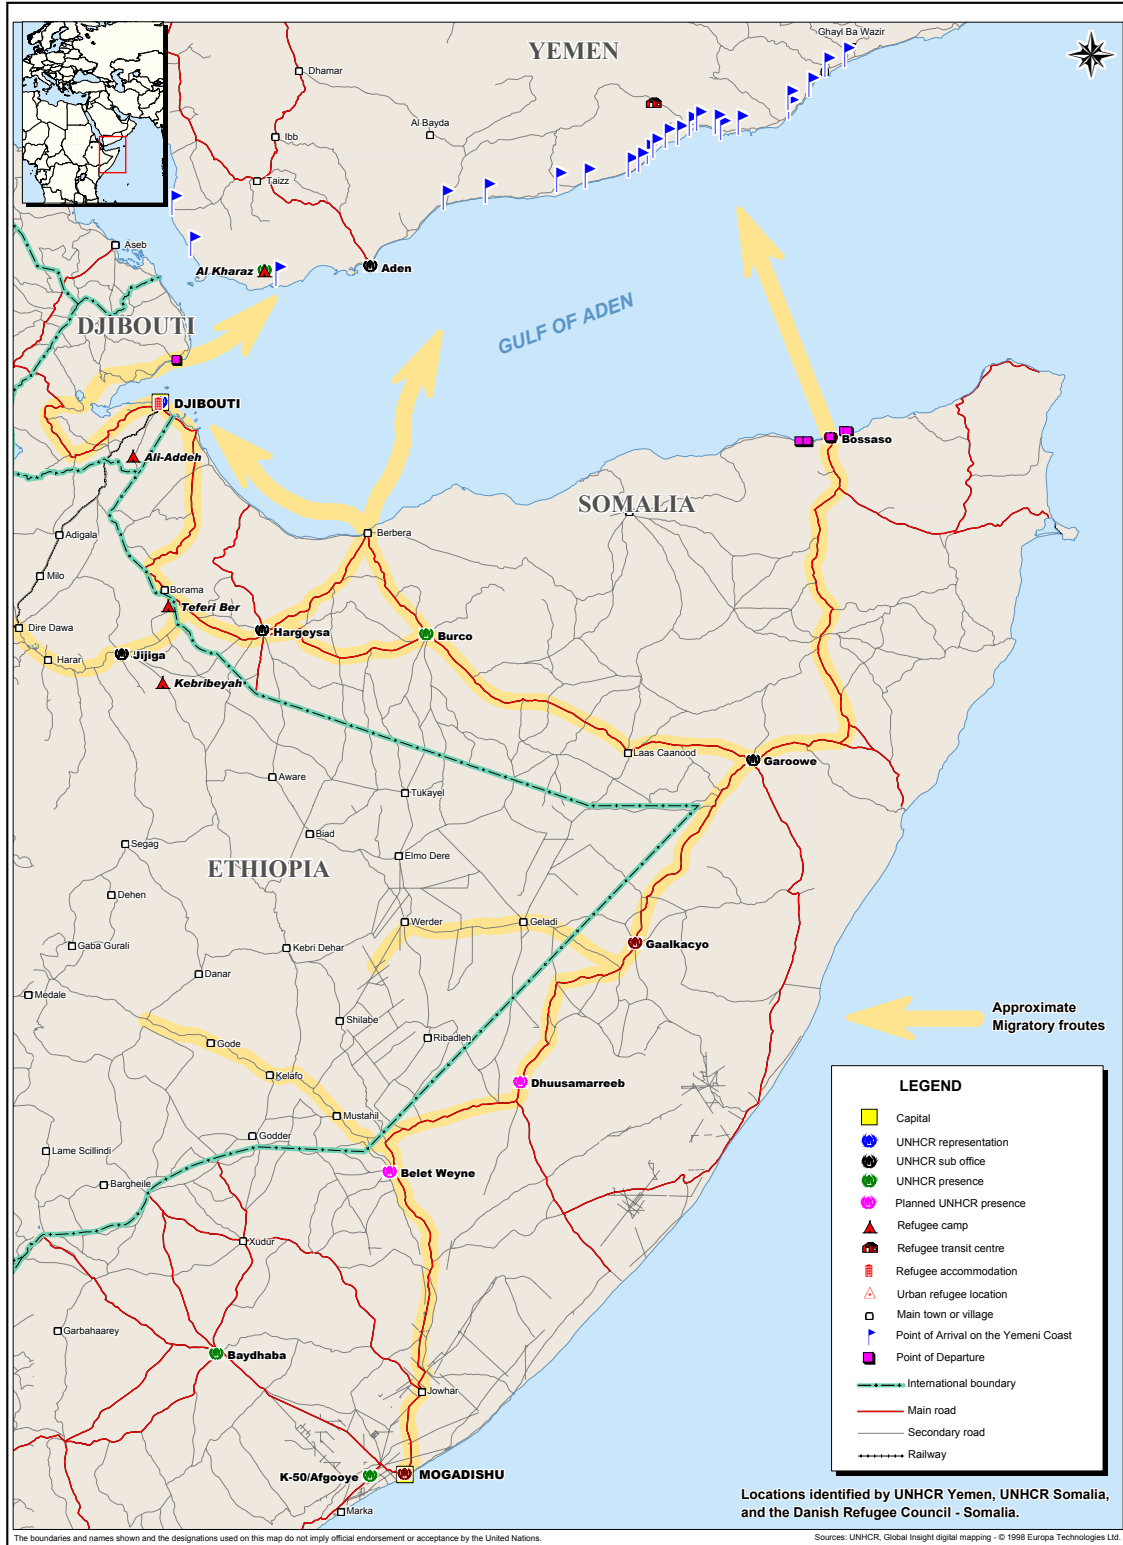 YEMEN
Ghayl Ba Wazir
Dhamar
Al Bayda
Ibb
Taizz
Aseb
Al Kharaz
Aden
GULF OF ADEN
DJIBOUTI
DJIBOUTI
Ali-Addeh
Bossaso
SOMALIA
Berbera
Adigala
Milo
Borama
Teferi Ber
Dire Dawa
Hargeysa
Burco
Harar
Jijiga
Kebribeyah
Laas Caanood
Garoowe
Aware
Tukayel
Biad
Segag
Elmo Dere
ETHIOPIA
Dehen
Werder
Geladi
Gaba Gurali
Kebri Dehar
Gaalkacyo
Danar
Medale
Approximate
Migratory froutes
Shilabe
Ribadleh
Gode
Kelafo
Dhuusamarreeb
Mustahil
Godder
Lame Scillindi
Bargheile
Belet Weyne
Xudur
Garbahaarey
Baydhaba
Jowhar
K-50/Afgooye
MOGADISHU
Marka
LEGEND
Capital
UNHCR representation
UNHCR sub office
UNHCR presence
Planned UNHCR presence
Refugee camp
Refugee transit centre
Refugee accommodation
Urban refugee location
Main town or village
Point of Arrival on the Yemeni Coast
Point of Departure
International boundary
Main road
Secondary road
Railway
Locations identified by UNHCR Yemen, UNHCR Somalia,
and the Danish Refugee Council - Somalia.
The boundaries and names shown and the designations used on this map do not imply official endorsement or acceptance by the United Nations.
Sources: UNHCR, Global Insight digital mapping - © 1998 Europa Technologies Ltd.